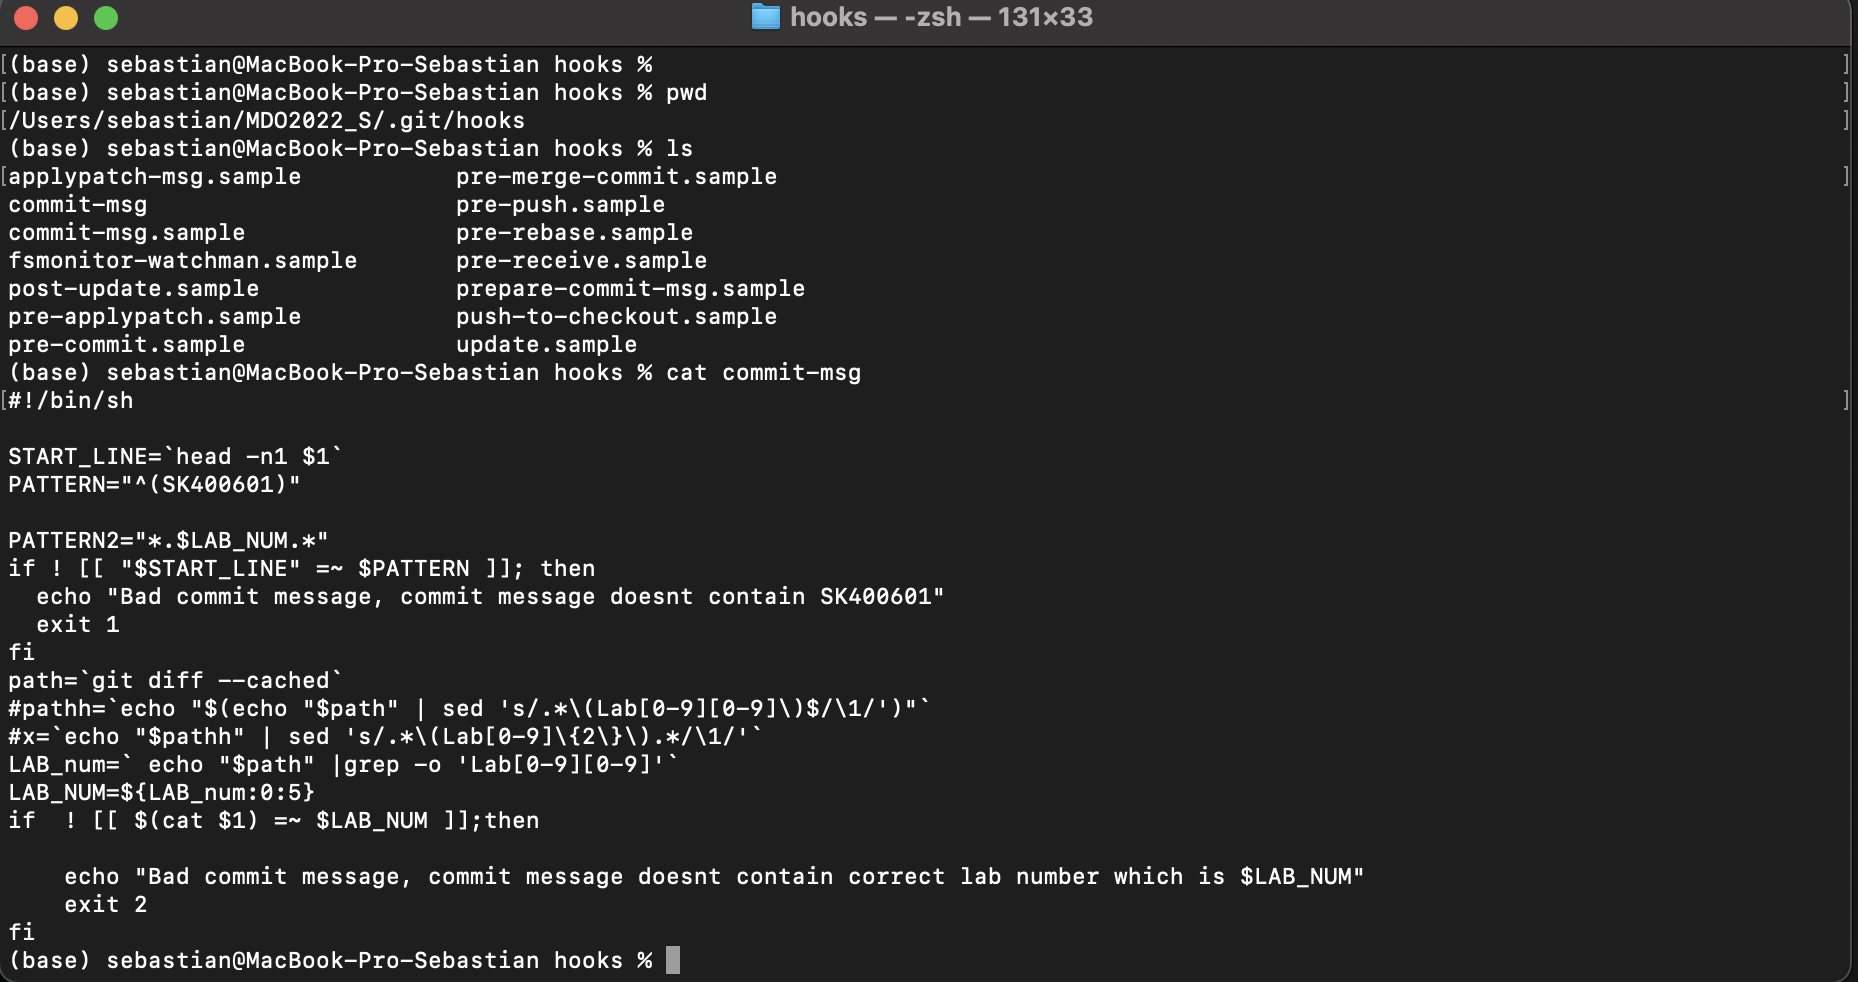 hooks — -zsh — 131×33
[(base) sebastian@MacBook-Pro-Sebastian hooks % ]
[(base) sebastian@MacBook-Pro-Sebastian hooks % pwd ]
[/Users/sebastian/MDO2022_S/.git/hooks ]
(base) sebastian@MacBook-Pro-Sebastian hooks % ls
[applypatch-msg.sample           pre-merge-commit.sample ]
commit-msg                      pre-push.sample
commit-msg.sample               pre-rebase.sample
fsmonitor-watchman.sample       pre-receive.sample
post-update.sample              prepare-commit-msg.sample
pre-applypatch.sample           push-to-checkout.sample
pre-commit.sample               update.sample
(base) sebastian@MacBook-Pro-Sebastian hooks % cat commit-msg
[#!/bin/sh ]
START_LINE=`head -n1 $1`
PATTERN="^(SK400601)"
PATTERN2="*.$LAB_NUM.*"
if ! [[ "$START_LINE" =~ $PATTERN ]]; then
  echo "Bad commit message, commit message doesnt contain SK400601"
  exit 1
fi
path=`git diff --cached`
#pathh=`echo "$(echo "$path" | sed 's/.*\(Lab[0-9][0-9]\)$/\1/')"`
#x=`echo "$pathh" | sed 's/.*\(Lab[0-9]\{2\}\).*/\1/'`
LAB_num=` echo "$path" |grep -o 'Lab[0-9][0-9]'`
LAB_NUM=${LAB_num:0:5}
if  ! [[ $(cat $1) =~ $LAB_NUM ]];then
    echo "Bad commit message, commit message doesnt contain correct lab number which is $LAB_NUM"
    exit 2
fi
(base) sebastian@MacBook-Pro-Sebastian hooks %